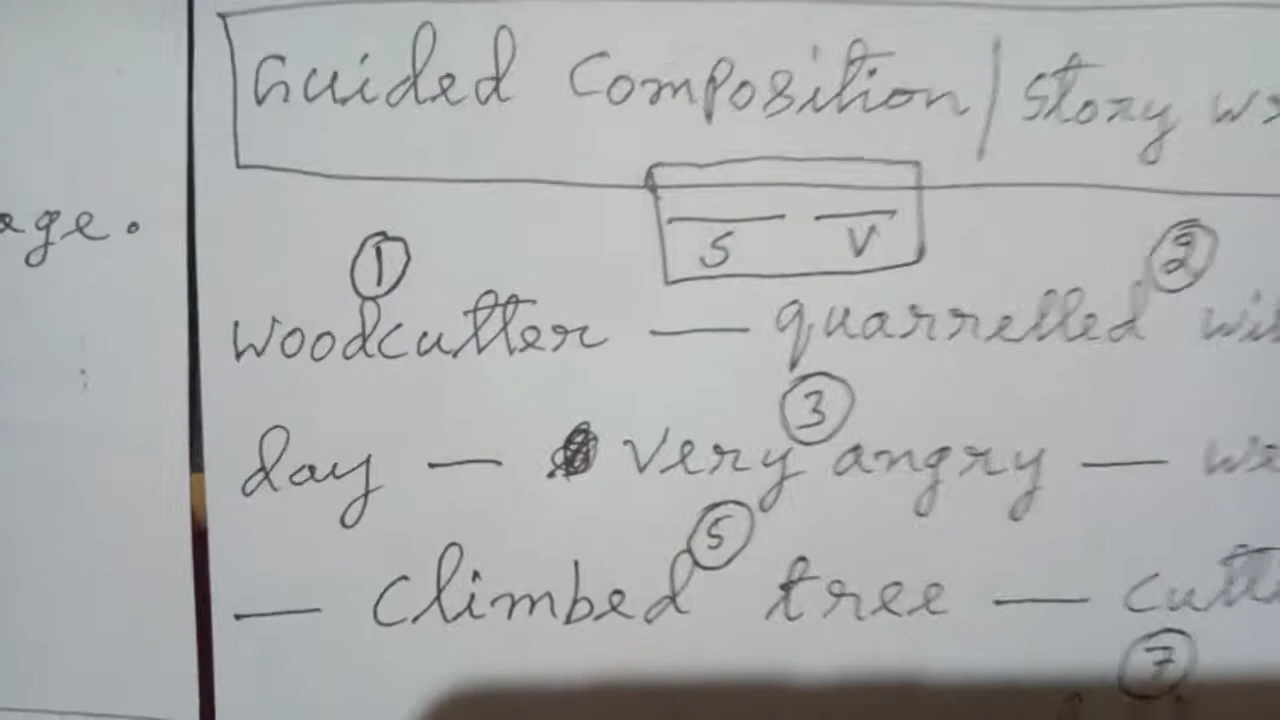 Guided Composition / Story
S V
age.
① ②
woodcutter — quarrelled
③
day — very angry —
⑤
— climbed tree —
⑦